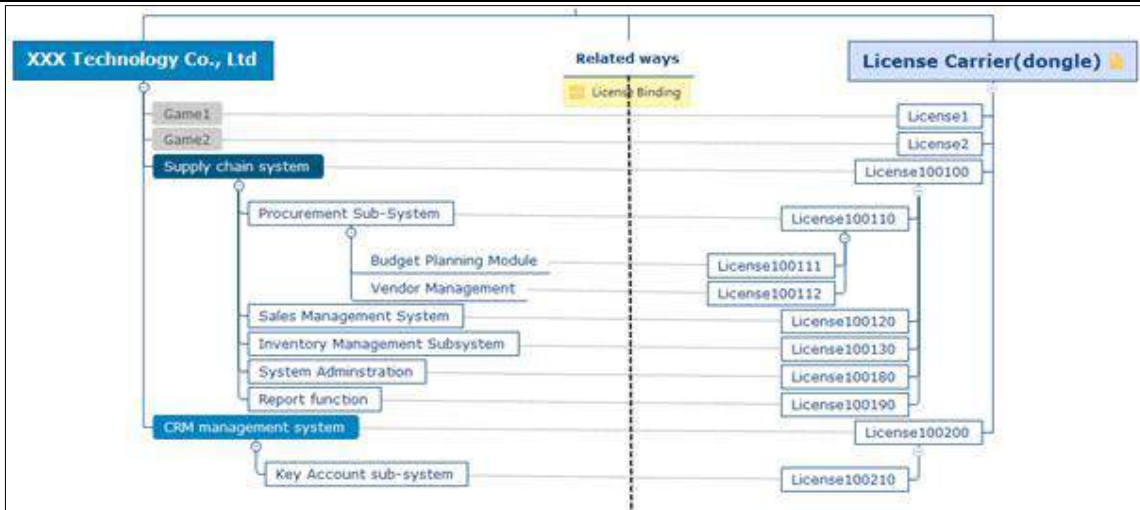 XXX Technology Co., Ltd
Related ways
License Carrier(dongle)
License Binding
Game1
License1
Game2
License2
Supply chain system
License100100
Procurement Sub-System
License100110
Budget Planning Module
License100111
Vendor Management
License100112
Sales Management System
License100120
Inventory Management Subsystem
License100130
System Adminstration
License100180
Report function
License100190
CRM management system
License100200
Key Account sub-system
License100210